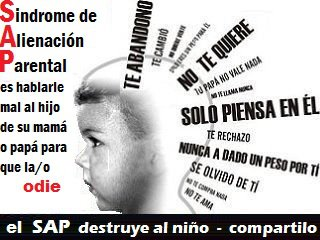 Sindrome de
Alienación
Parental
es hablarle
mal al hijo
de su mamá
o papá para
que la/o
odie
TE ABANDONO
TE CAMBIÓ
NO TE QUIERE
TU PAPÁ NO VALE NADA
NO TE LLAMA NUNCA
SOLO PIENSA EN ÉL
TE RECHAZO
NUNCA A DADO UN PESO POR TÍ
SE OLVIDO DE TÍ
NO TE COMPRA NADA
NO TE AMA
el SAP destruye al niño - compartilo